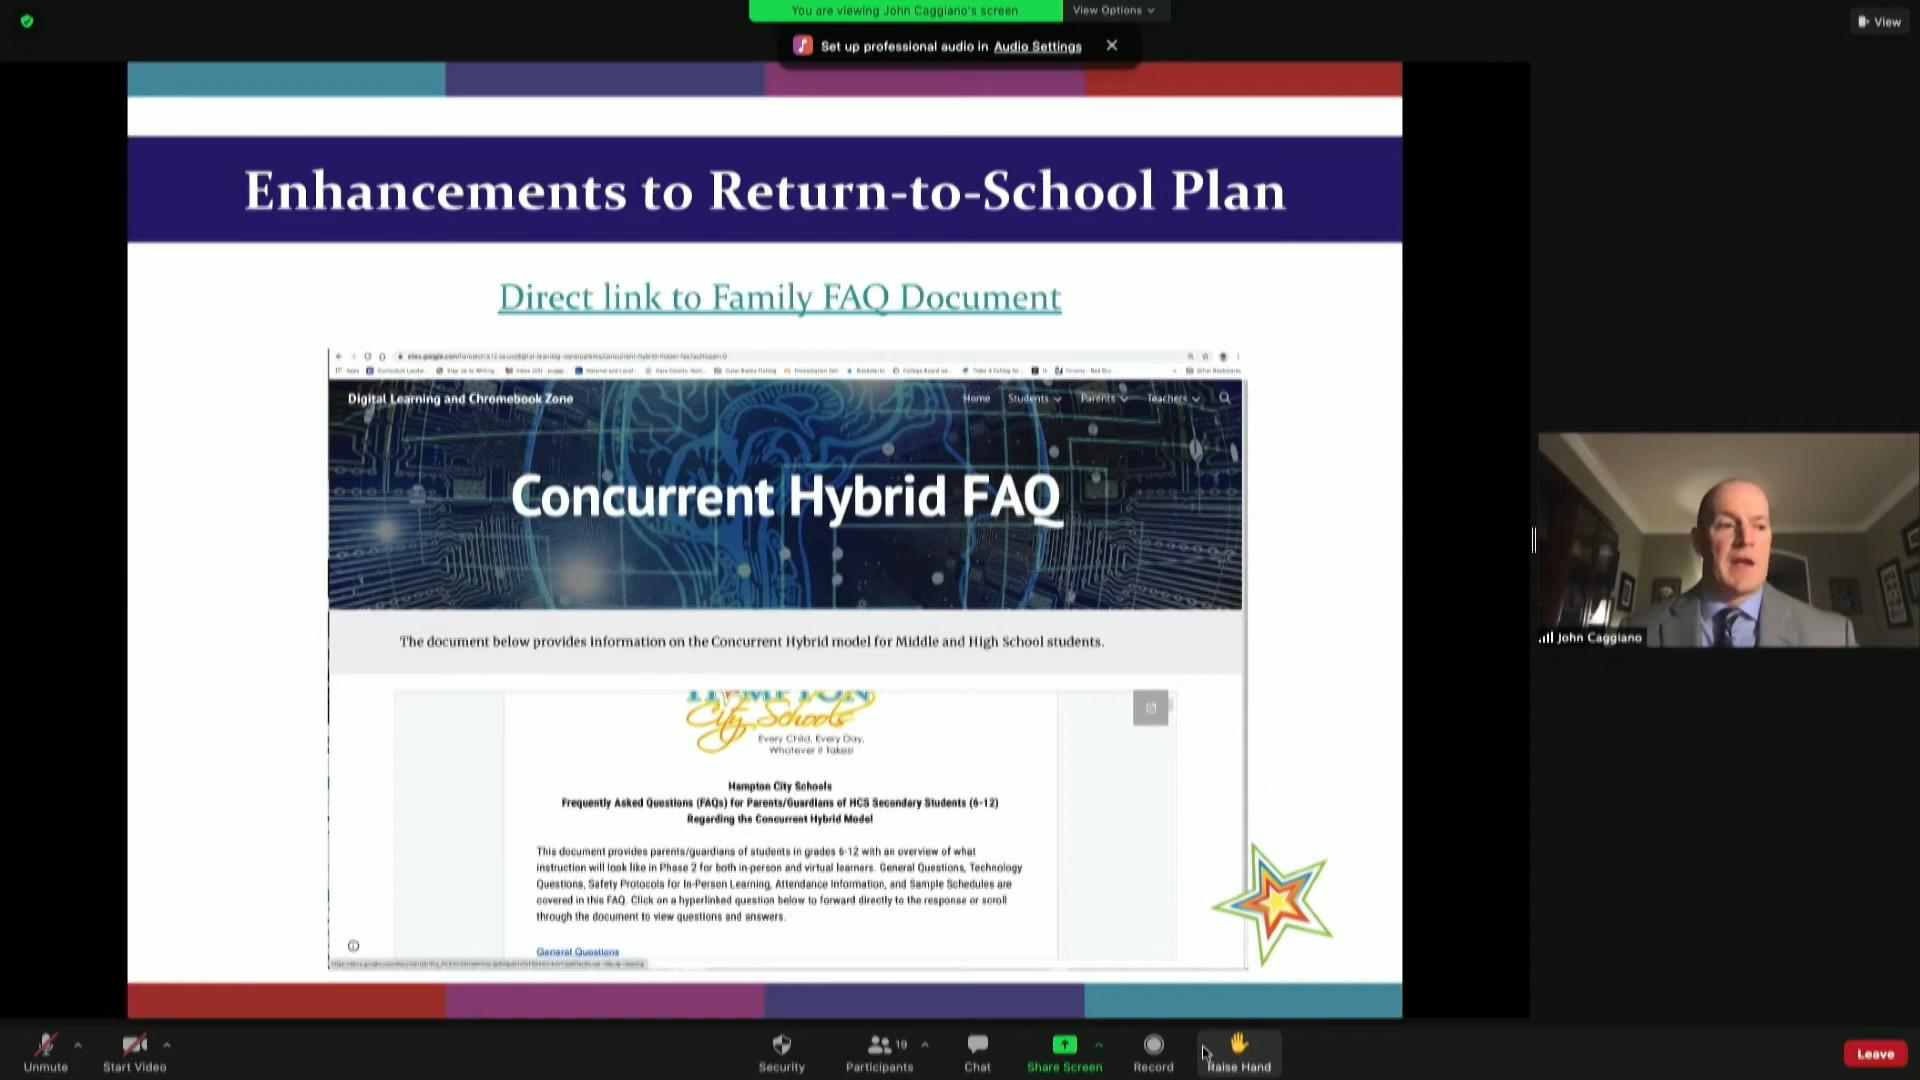 You are viewing John Caggiano's screen
View Options
View
Set up professional audio in Audio Settings
Enhancements to Return-to-School Plan
Direct link to Family FAQ Document
Digital Learning and Chromebook Zone
Home Students Parents Teachers
Concurrent Hybrid FAQ
The document below provides information on the Concurrent Hybrid model for Middle and High School students.
HAMPTON
City Schools
Every Child, Every Day,
Whatever it Takes!
Hampton City Schools
Frequently Asked Questions (FAQs) for Parents/Guardians of HCS Secondary Students (6-12)
Regarding the Concurrent Hybrid Model
This document provides parents/guardians of students in grades 6-12 with an overview of what
instruction will look like in Phase 2 for both in-person and virtual learners. General Questions, Technology
Questions, Safety Protocols for In-Person Learning, Attendance Information, and Sample Schedules are
covered in this FAQ. Click on a hyperlinked question below to forward directly to the response or scroll
through the document to view questions and answers.
General Questions
John Caggiano
Unmute
Start Video
Security
19
Participants
Chat
Share Screen
Record
Raise Hand
Leave